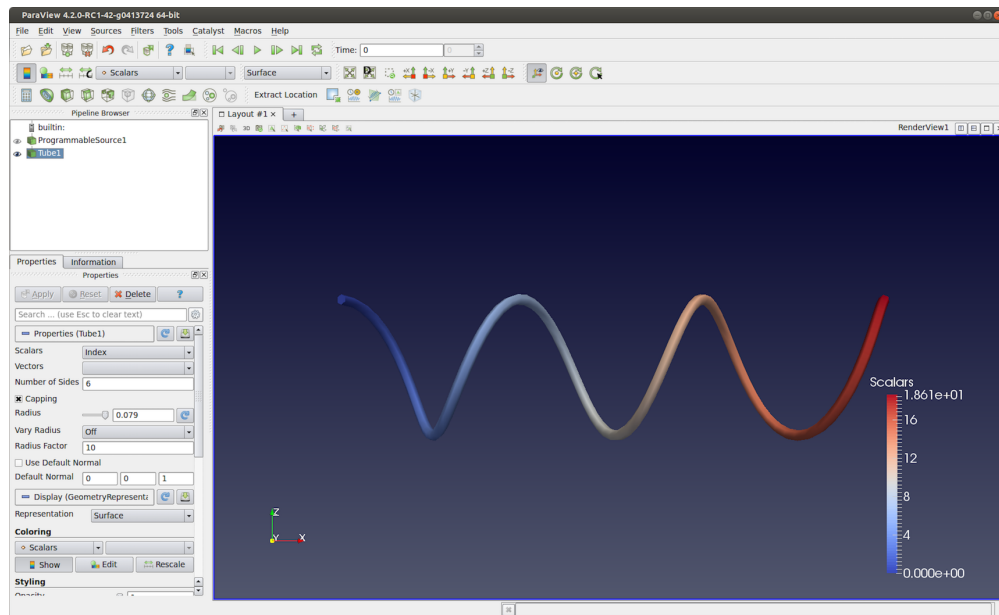 ParaView 4.2.0-RC1-42-g0413724 64-bit
File Edit View Sources Filters Tools Catalyst Macros Help
Time: 0 0
Scalars Surface
Extract Location
Pipeline Browser
Layout #1
builtin:
ProgrammableSource1
Tube1
3D
RenderView1
Properties Information
Properties
Apply Reset Delete ?
Search ... (use Esc to clear text)
Properties (Tube1)
Scalars Index
Vectors
Number of Sides 6
Capping
Radius 0.079
Vary Radius Off
Radius Factor 10
Use Default Normal
Default Normal 0 0 1
Display (GeometryRepresenta
Representation Surface
Coloring
Scalars
Show Edit Rescale
Styling
Scalars
1.861e+01
16
12
8
4
0.000e+00
Z
Y X